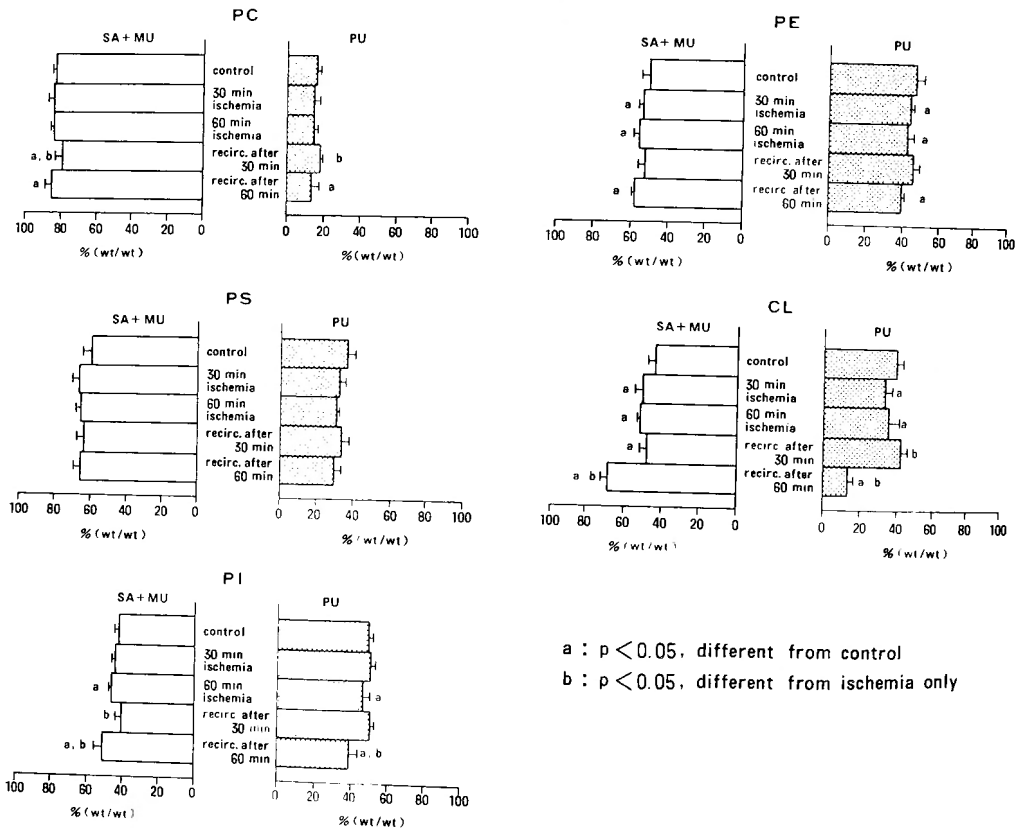 PC
SA + MU
PU
control
30 min
ischemia
60 min
ischemia
a, b
recirc. after
30 min
b
a
recirc. after
60 min
a
100 80 60 40 20 0
0 20 40 60 80 100
% (wt/wt)
% (wt/wt)
PE
SA + MU
PU
control
a
30 min
ischemia
a
a
60 min
ischemia
a
recirc. after
30 min
a
recirc after
60 min
a
100 80 60 40 20 0
0 20 40 60 80 100
% (wt/wt)
% (wt/wt)
PS
SA + MU
PU
control
30 min
ischemia
60 min
ischemia
recirc. after
30 min
recirc. after
60 min
100 80 60 40 20 0
0 20 40 60 80 100
% (wt/wt)
% (wt/wt)
CL
SA + MU
PU
control
a
30 min
ischemia
a
a
60 min
ischemia
a
a
recirc after
30 min
b
a b
recirc. after
60 min
a b
100 80 60 40 20 0
0 20 40 60 80 100
% (wt/wt)
% (wt/wt)
PI
SA + MU
PU
control
30 min
ischemia
a
60 min
ischemia
a
b
recirc after
30 min
a, b
recirc. after
60 min
a, b
100 80 60 40 20 0
0 20 40 60 80 100
% (wt/wt)
% (wt/wt)
a : p < 0.05, different from control
b : p < 0.05, different from ischemia only